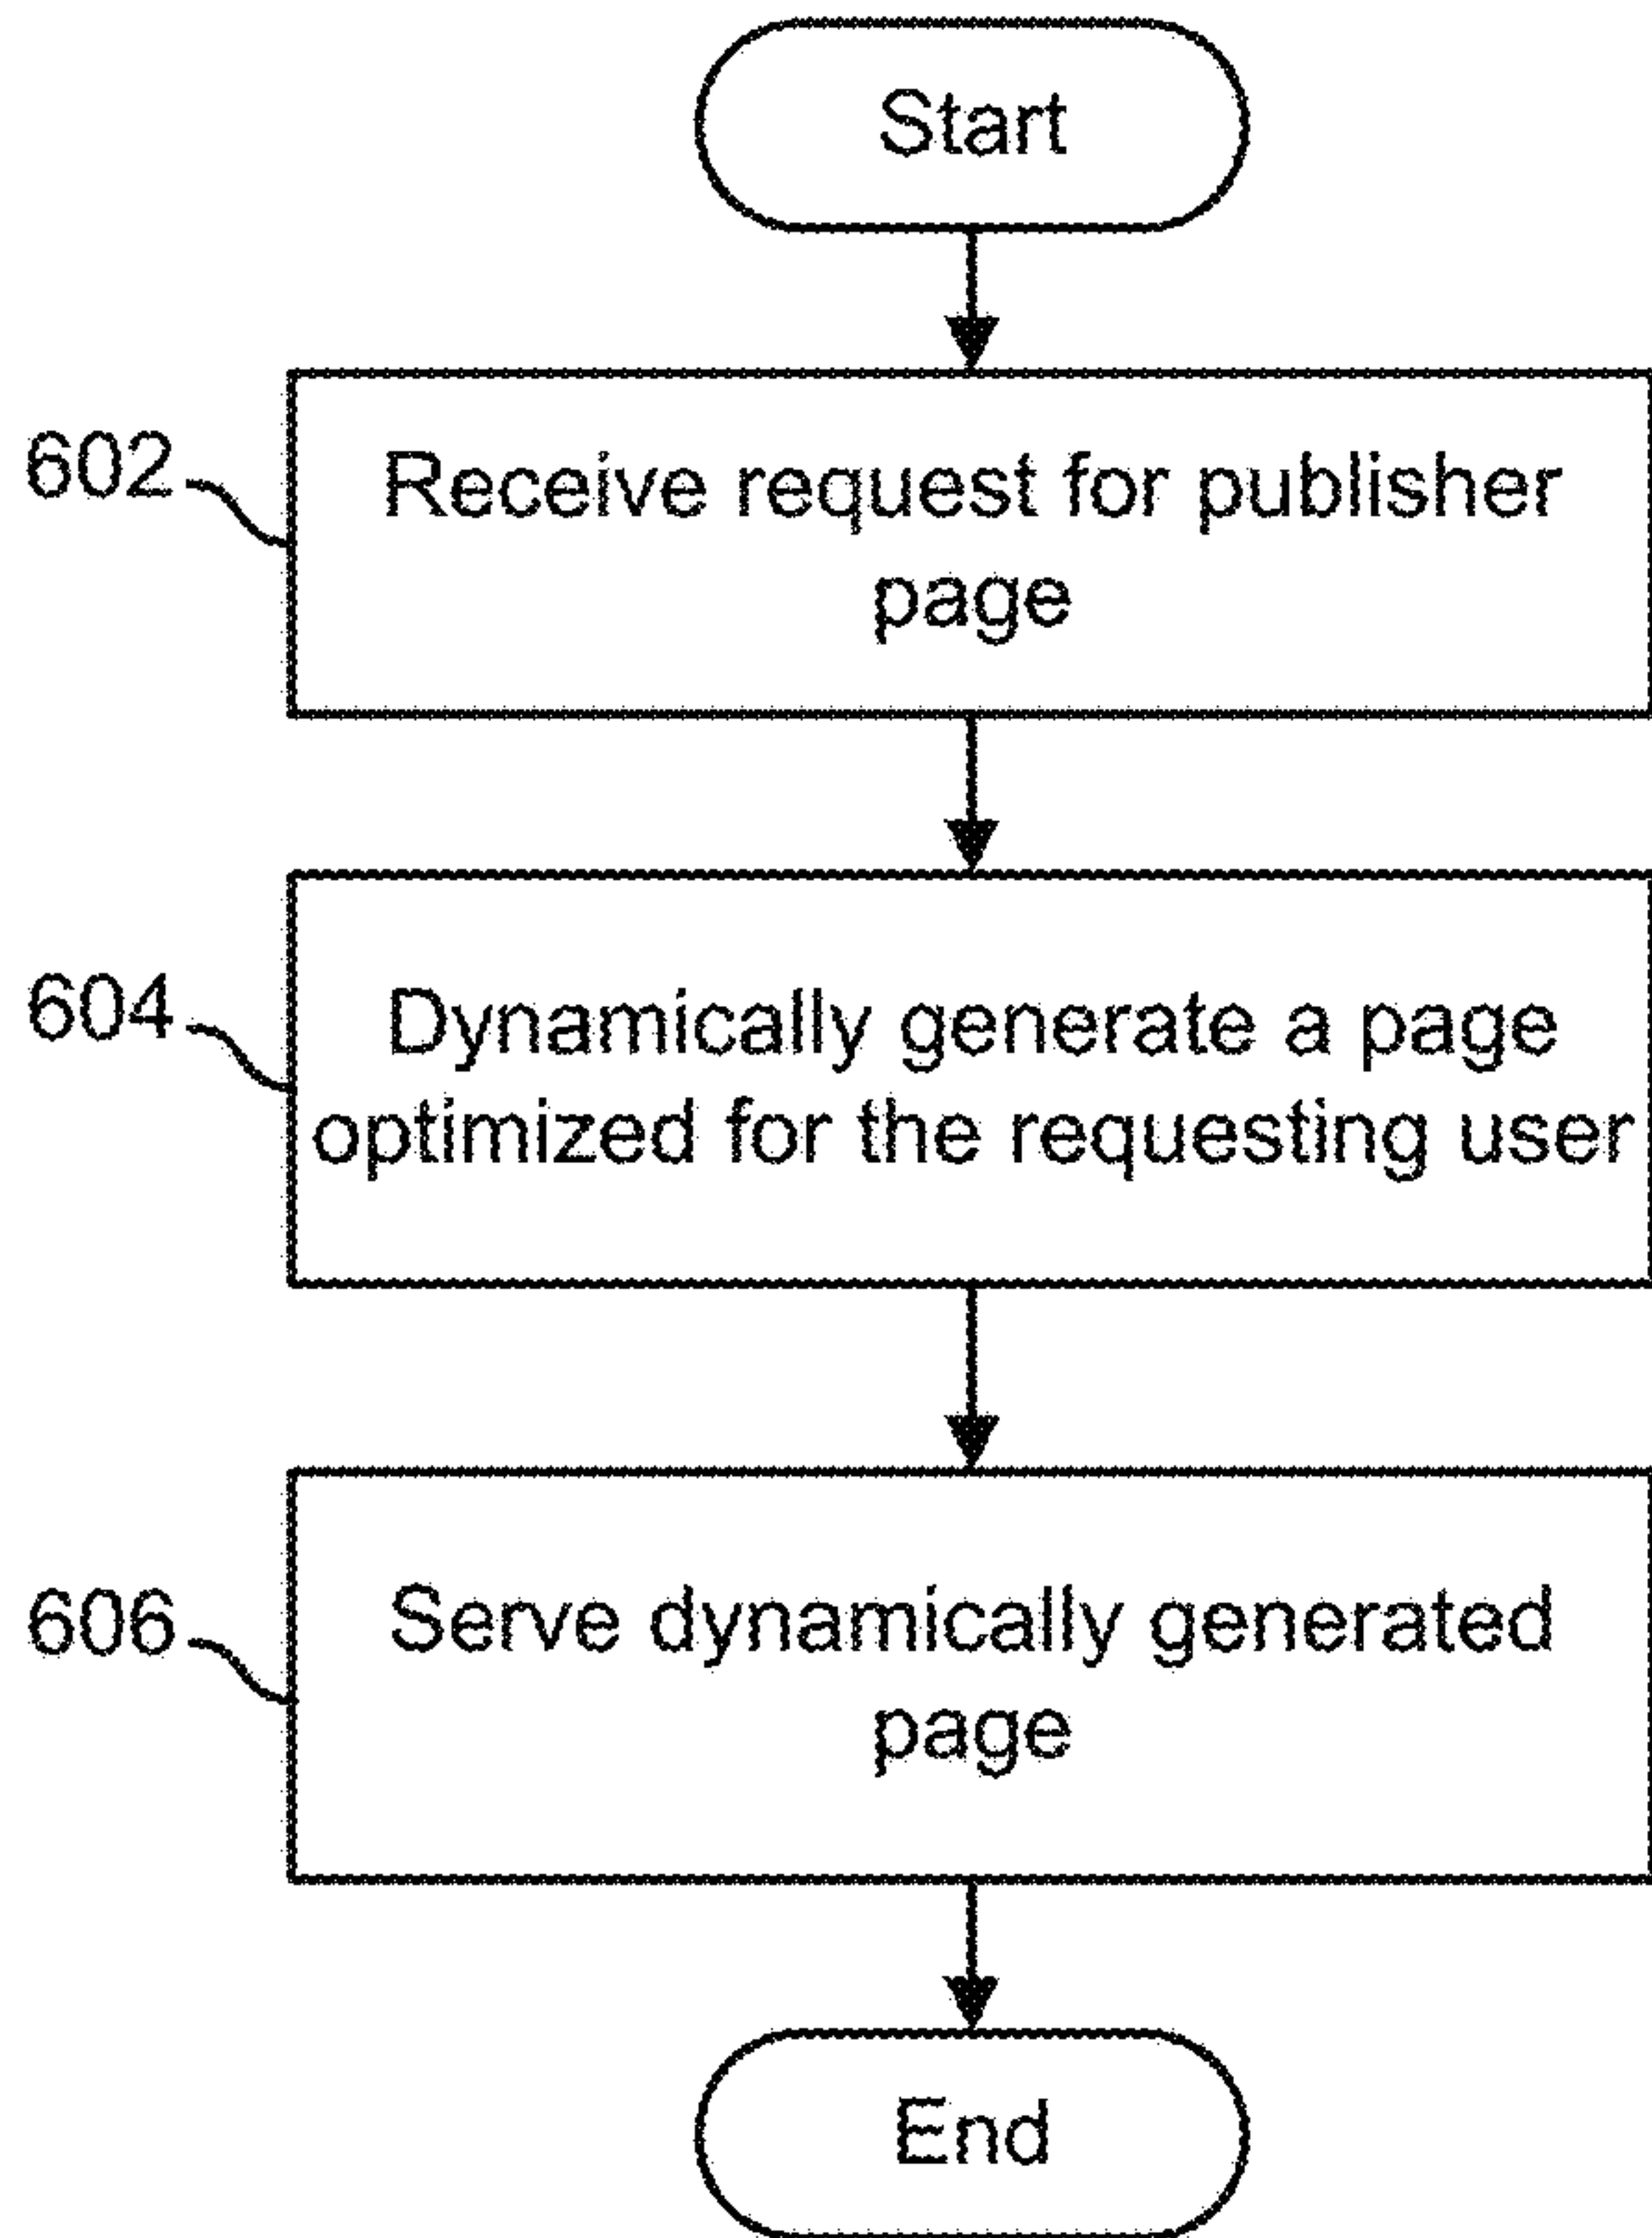 Start
602
Receive request for publisher
page
604
Dynamically generate a page
optimized for the requesting user
606
Serve dynamically generated
page
End